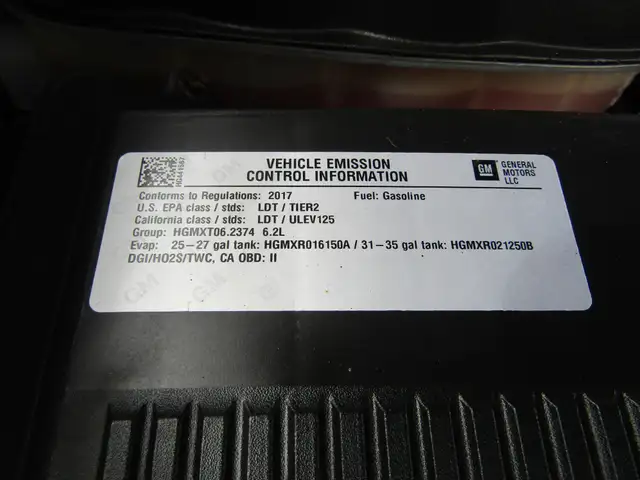 VEHICLE EMISSION
CONTROL INFORMATION
GM
GENERAL
MOTORS
LLC
Conforms to Regulations: 2017 Fuel: Gasoline
U.S. EPA class / stds: LDT / TIER2
California class / stds: LDT / ULEV125
Group: HGMXT06.2374 6.2L
Evap: 25-27 gal tank: HGMXR016150A / 31-35 gal tank: HGMXR021250B
DGI/HO2S/TWC, CA OBD: II